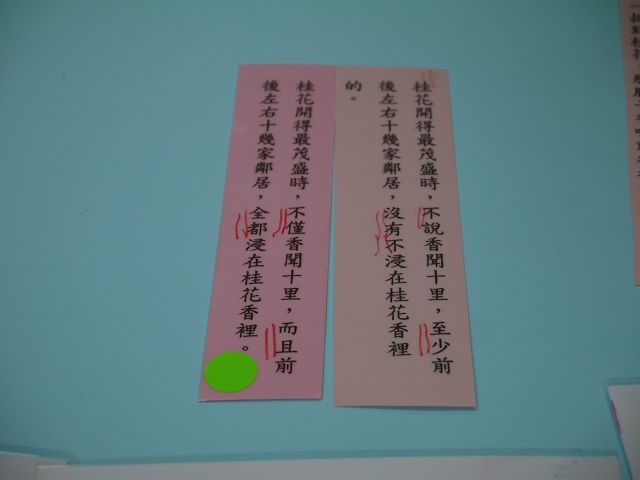 桂花開得最茂盛時，不說香聞十里，至少前
後左右十幾家鄰居，沒有不浸在桂花香裡
的。
桂花開得最茂盛時，不僅香聞十里，而且前
後左右十幾家鄰居，全都浸在桂花香裡。